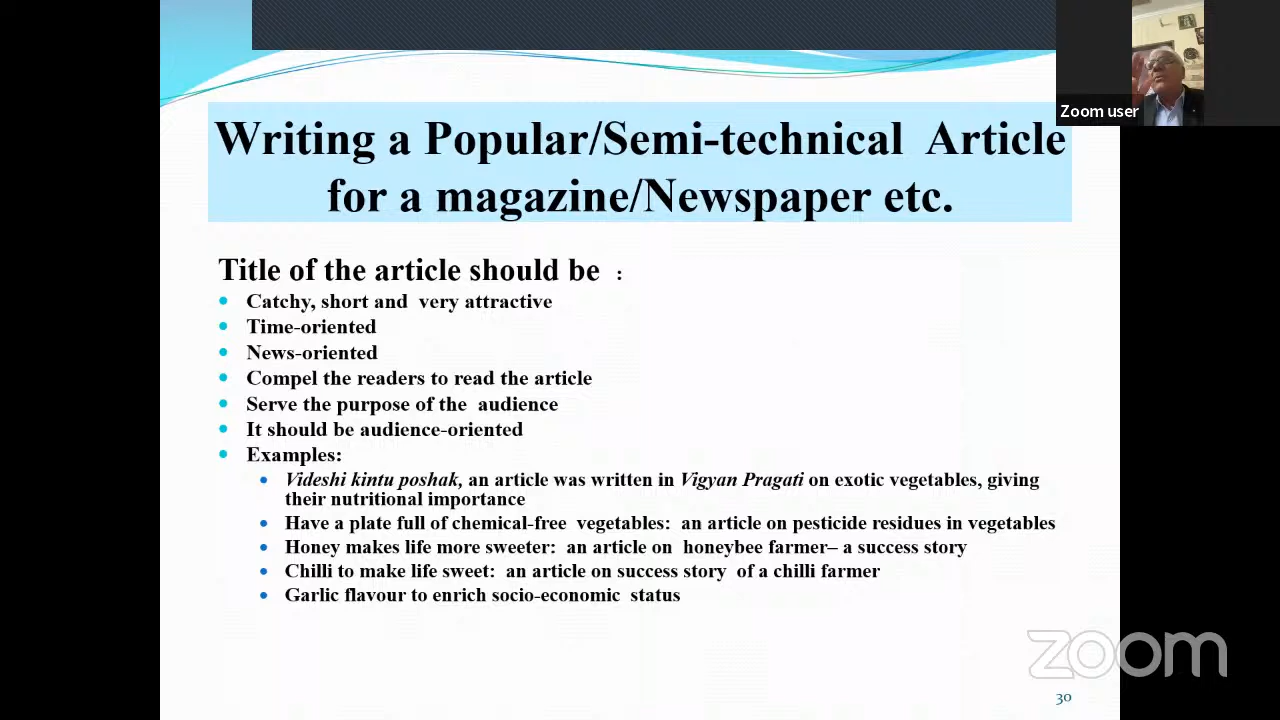 Zoom user
Writing a Popular/Semi-technical Article
for a magazine/Newspaper etc.
Title of the article should be :
Catchy, short and very attractive
Time-oriented
News-oriented
Compel the readers to read the article
Serve the purpose of the audience
It should be audience-oriented
Examples:
Videshi kintu poshak, an article was written in Vigyan Pragati on exotic vegetables, giving
their nutritional importance
Have a plate full of chemical-free vegetables: an article on pesticide residues in vegetables
Honey makes life more sweeter: an article on honeybee farmer– a success story
Chilli to make life sweet: an article on success story of a chilli farmer
Garlic flavour to enrich socio-economic status
zoom
30